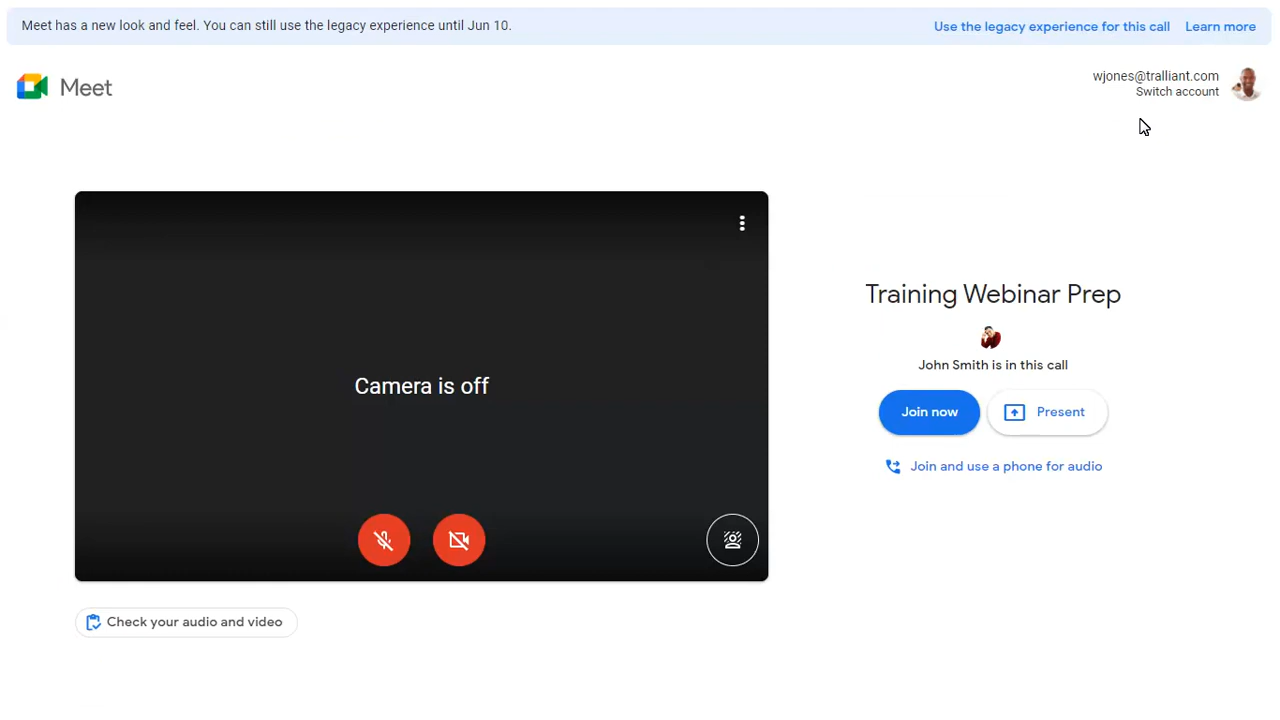 Meet has a new look and feel. You can still use the legacy experience until Jun 10.
Use the legacy experience for this call
Learn more
Meet
wjones@tralliant.com
Switch account
Camera is off
Training Webinar Prep
John Smith is in this call
Join now
Present
Join and use a phone for audio
Check your audio and video